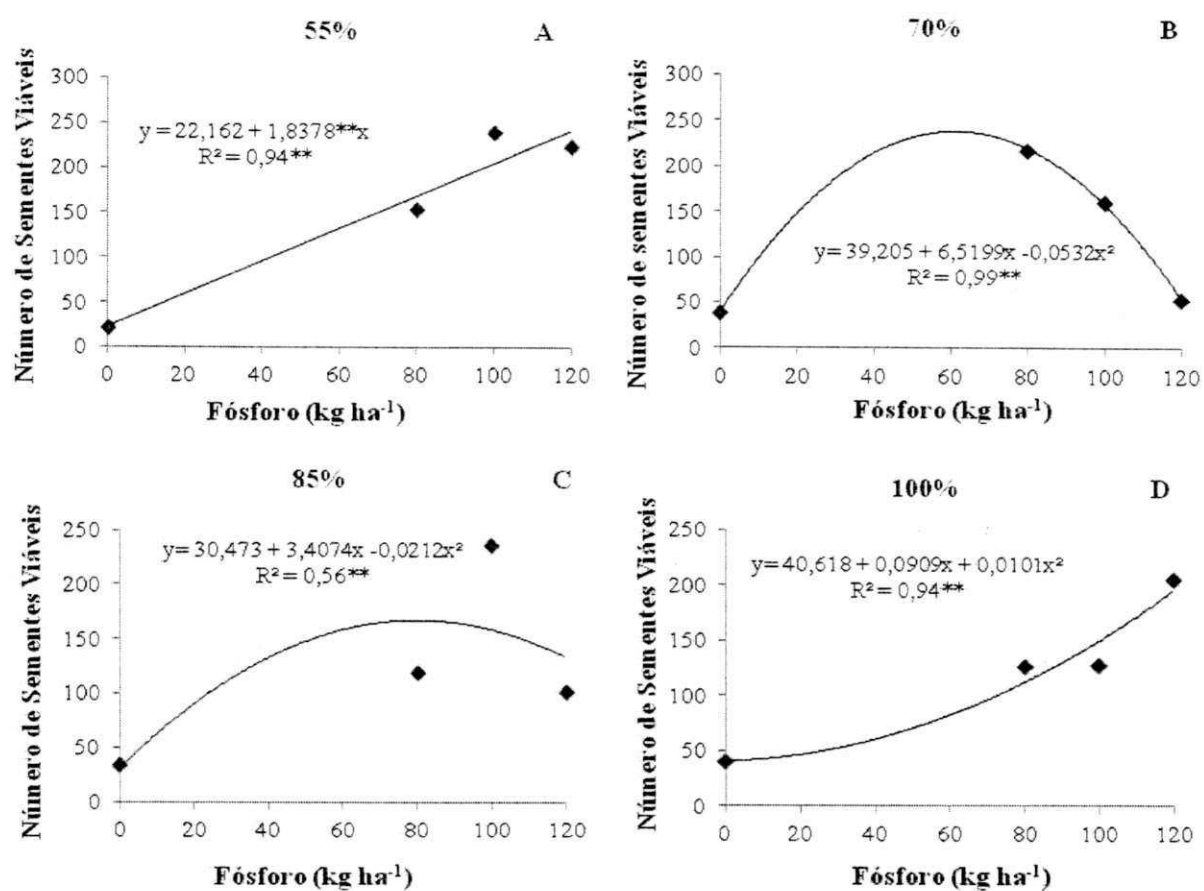 55% A
Número de Sementes Viáveis
300
250
200
150
100
50
0
y = 22,162 + 1,8378**x
R² = 0,94**
0 20 40 60 80 100 120
Fósforo (kg ha⁻¹)
70% B
Número de sementes Viáveis
300
250
200
150
100
50
0
y= 39,205 + 6,5199x -0,0532x²
R² = 0,99**
0 20 40 60 80 100 120
Fósforo (kg ha⁻¹)
85% C
Número de Sementes Viáveis
250
200
150
100
50
0
y= 30,473 + 3,4074x -0,0212x²
R² = 0,56**
0 20 40 60 80 100 120
Fósforo (kg ha⁻¹)
100% D
Número de Sementes Viáveis
250
200
150
100
50
0
y=40,618 + 0,0909x + 0,0101x²
R² = 0,94**
0 20 40 60 80 100 120
Fósforo (kg ha⁻¹)